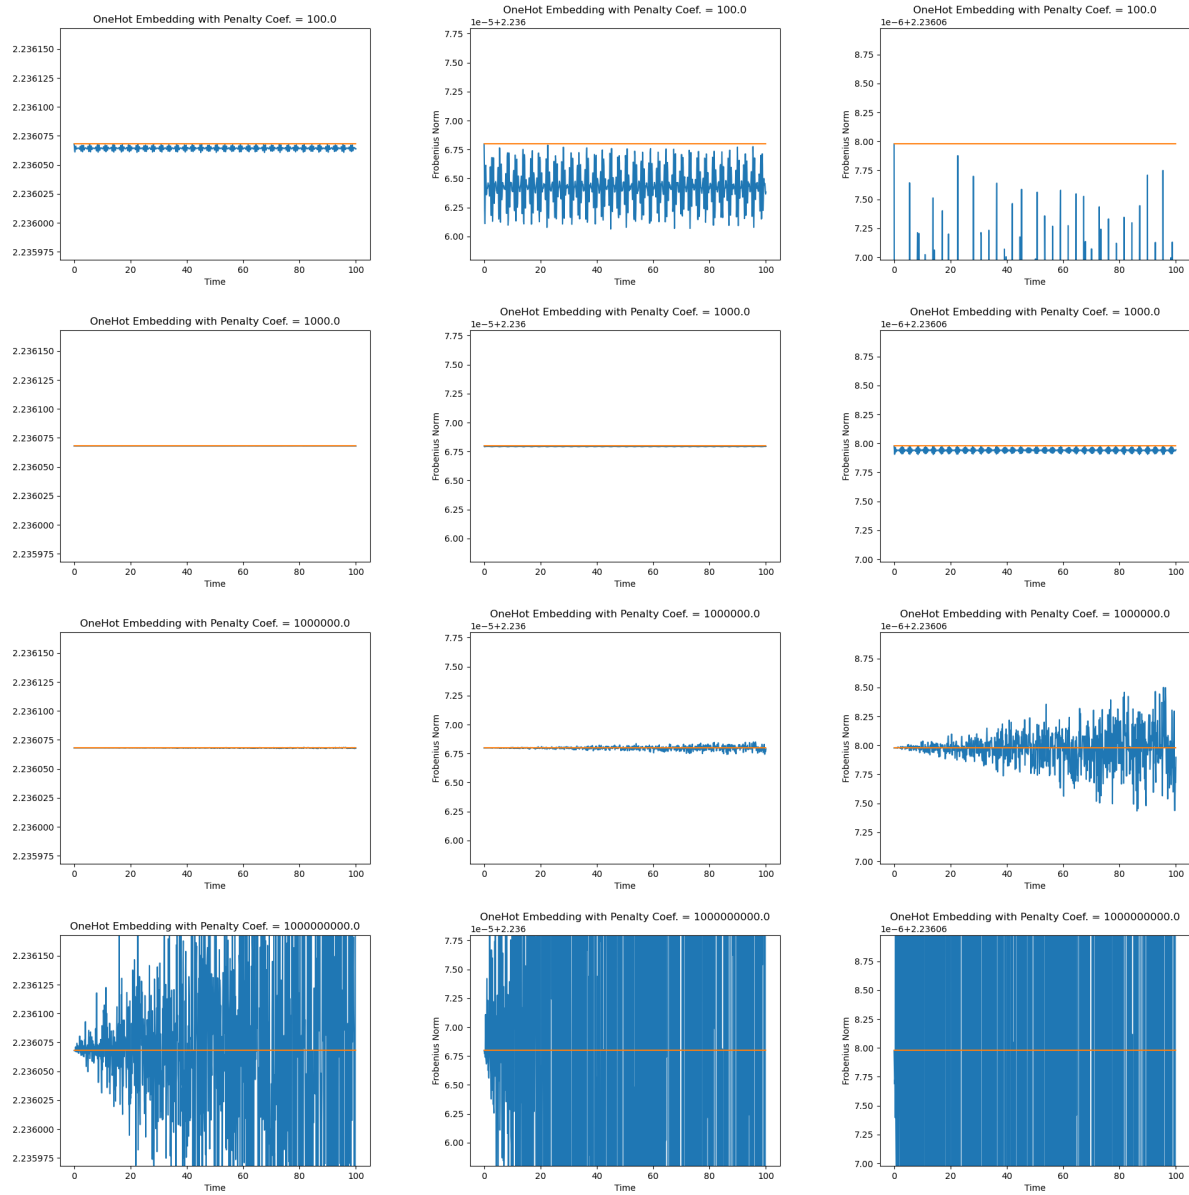 OneHot Embedding with Penalty Coef. = 100.0
2.236150
2.236125
2.236100
2.236075
2.236050
2.236025
2.236000
2.235975
0 20 40 60 80 100
Time
OneHot Embedding with Penalty Coef. = 100.0
1e-5+2.236
Frobenius Norm
7.75
7.50
7.25
7.00
6.75
6.50
6.25
6.00
0 20 40 60 80 100
Time
OneHot Embedding with Penalty Coef. = 100.0
1e-6+2.23606
Frobenius Norm
8.75
8.50
8.25
8.00
7.75
7.50
7.25
7.00
0 20 40 60 80 100
Time
OneHot Embedding with Penalty Coef. = 1000.0
2.236150
2.236125
2.236100
2.236075
2.236050
2.236025
2.236000
2.235975
0 20 40 60 80 100
Time
OneHot Embedding with Penalty Coef. = 1000.0
1e-5+2.236
Frobenius Norm
7.75
7.50
7.25
7.00
6.75
6.50
6.25
6.00
0 20 40 60 80 100
Time
OneHot Embedding with Penalty Coef. = 1000.0
1e-6+2.23606
Frobenius Norm
8.75
8.50
8.25
8.00
7.75
7.50
7.25
7.00
0 20 40 60 80 100
Time
OneHot Embedding with Penalty Coef. = 1000000.0
2.236150
2.236125
2.236100
2.236075
2.236050
2.236025
2.236000
2.235975
0 20 40 60 80 100
Time
OneHot Embedding with Penalty Coef. = 1000000.0
1e-5+2.236
Frobenius Norm
7.75
7.50
7.25
7.00
6.75
6.50
6.25
6.00
0 20 40 60 80 100
Time
OneHot Embedding with Penalty Coef. = 1000000.0
1e-6+2.23606
Frobenius Norm
8.75
8.50
8.25
8.00
7.75
7.50
7.25
7.00
0 20 40 60 80 100
Time
OneHot Embedding with Penalty Coef. = 1000000000.0
2.236150
2.236125
2.236100
2.236075
2.236050
2.236025
2.236000
2.235975
0 20 40 60 80 100
Time
OneHot Embedding with Penalty Coef. = 1000000000.0
1e-5+2.236
Frobenius Norm
7.75
7.50
7.25
7.00
6.75
6.50
6.25
6.00
0 20 40 60 80 100
Time
OneHot Embedding with Penalty Coef. = 1000000000.0
1e-6+2.23606
Frobenius Norm
8.75
8.50
8.25
8.00
7.75
7.50
7.25
7.00
0 20 40 60 80 100
Time